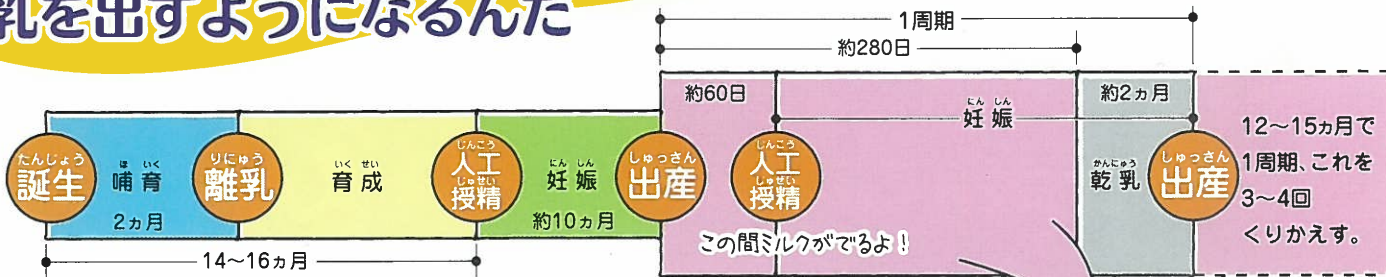 乳を出すようになるんだ
1周期
約280日
約60日
約2ヵ月
たんじょう
誕生
ほいく
哺育
2ヵ月
りにゅう
離乳
いくせい
育成
じんこう
人工
じゅせい
授精
にんしん
妊娠
約10ヵ月
しゅっさん
出産
じんこう
人工
じゅせい
授精
にんしん
妊娠
かんにゅう
乾乳
しゅっさん
出産
12〜15ヵ月で
1周期、これを
3〜4回
くりかえす。
この間ミルクがでるよ!
14〜16ヵ月